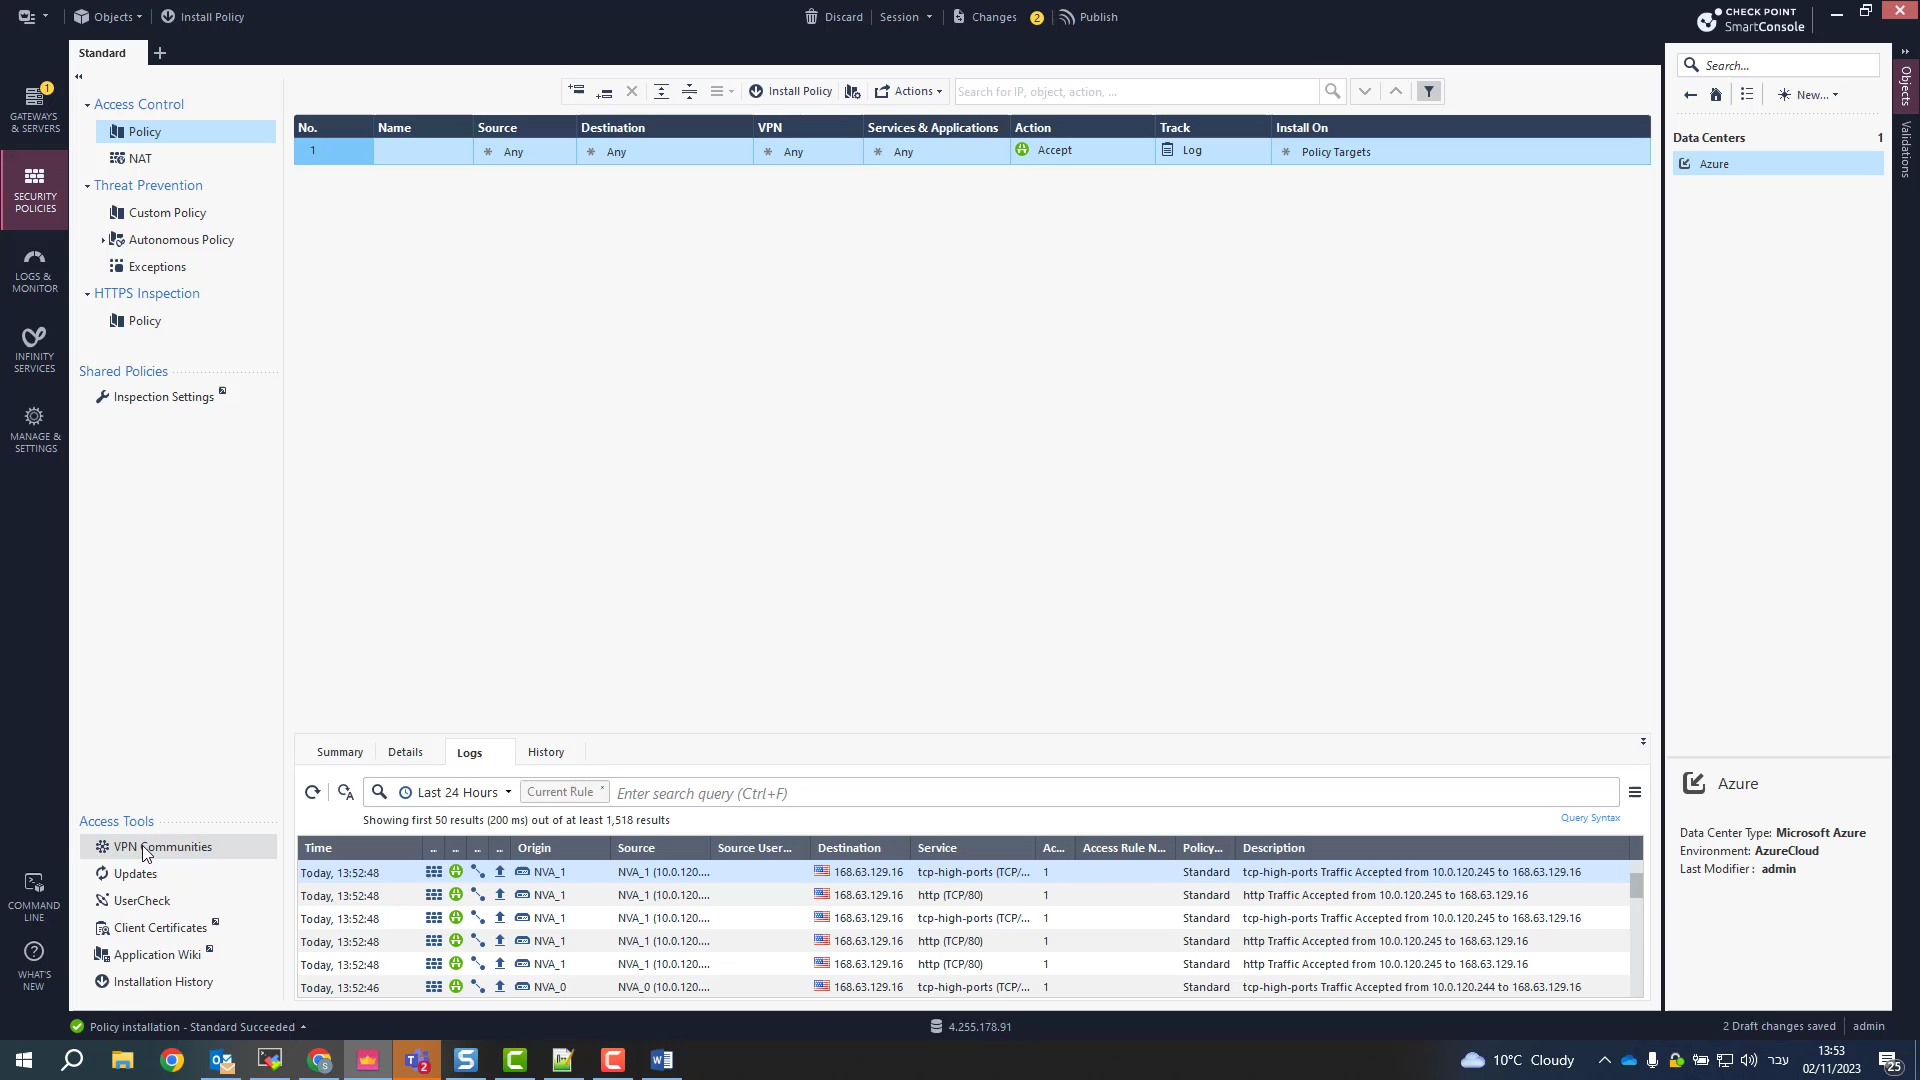 Objects
Install Policy
Discard
Session
Changes
2
Publish
CHECK POINT
SmartConsole
Standard
GATEWAYS
& SERVERS
1
SECURITY
POLICIES
LOGS &
MONITOR
INFINITY
SERVICES
MANAGE &
SETTINGS
COMMAND
LINE
WHAT'S
NEW
Access Control
Policy
NAT
Threat Prevention
Custom Policy
Autonomous Policy
Exceptions
HTTPS Inspection
Policy
Shared Policies
Inspection Settings
Access Tools
VPN Communities
Updates
UserCheck
Client Certificates
Application Wiki
Installation History
Install Policy
Actions
Search for IP, object, action, ...
No. Name Source Destination VPN Services & Applications Action Track Install On
1 * Any * Any * Any * Any Accept Log * Policy Targets
Summary Details Logs History
Last 24 Hours
Current Rule
Enter search query (Ctrl+F)
Showing first 50 results (200 ms) out of at least 1,518 results
Query Syntax
Time ... ... ... ... Origin Source Source User... Destination Service Ac... Access Rule N... Policy... Description
Today, 13:52:48 NVA_1 NVA_1 (10.0.120.... 168.63.129.16 tcp-high-ports (TCP/... 1 Standard tcp-high-ports Traffic Accepted from 10.0.120.245 to 168.63.129.16
Today, 13:52:48 NVA_1 NVA_1 (10.0.120.... 168.63.129.16 http (TCP/80) 1 Standard http Traffic Accepted from 10.0.120.245 to 168.63.129.16
Today, 13:52:48 NVA_1 NVA_1 (10.0.120.... 168.63.129.16 tcp-high-ports (TCP/... 1 Standard tcp-high-ports Traffic Accepted from 10.0.120.245 to 168.63.129.16
Today, 13:52:48 NVA_1 NVA_1 (10.0.120.... 168.63.129.16 http (TCP/80) 1 Standard http Traffic Accepted from 10.0.120.245 to 168.63.129.16
Today, 13:52:48 NVA_1 NVA_1 (10.0.120.... 168.63.129.16 http (TCP/80) 1 Standard http Traffic Accepted from 10.0.120.245 to 168.63.129.16
Today, 13:52:46 NVA_0 NVA_0 (10.0.120.... 168.63.129.16 tcp-high-ports (TCP/... 1 Standard tcp-high-ports Traffic Accepted from 10.0.120.244 to 168.63.129.16
Search...
New...
Data Centers 1
Azure
Objects
Validations
Azure
Data Center Type: Microsoft Azure
Environment: AzureCloud
Last Modifier : admin
Policy installation - Standard Succeeded
4.255.178.91
2 Draft changes saved
admin
2
10°C Cloudy
עבר
13:53
02/11/2023
25